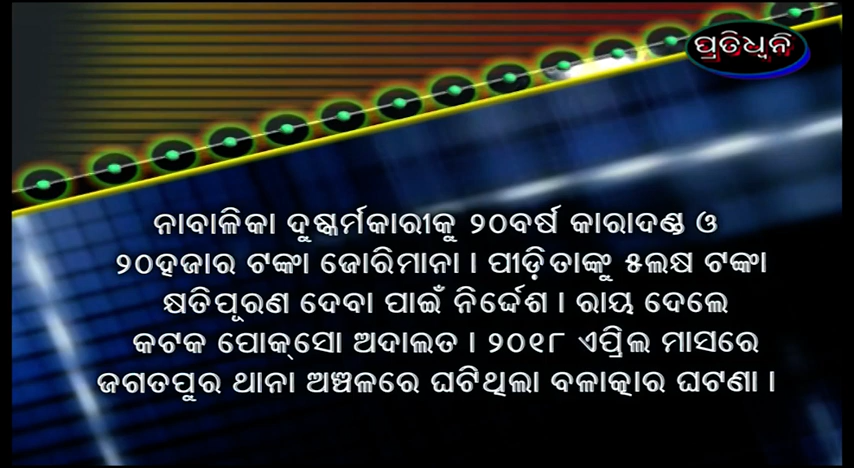 ପ୍ରତିଧ୍ୱନି
ନାବାଳିକା ଦୁଷ୍କର୍ମକାରୀକୁ ୨୦ବର୍ଷ କାରାଦଣ୍ଡ ଓ
୨୦ହଜାର ଟଙ୍କା ଜୋରିମାନା । ପୀଡ଼ିତାଙ୍କୁ ୫ଲକ୍ଷ ଟଙ୍କା
କ୍ଷତିପୂରଣ ଦେବା ପାଇଁ ନିର୍ଦ୍ଦେଶ । ରାୟ ଦେଲେ
କଟକ ପୋକ୍‌ସୋ ଅଦାଲତ । ୨୦୧୮ ଏପ୍ରିଲ ମାସରେ
ଜଗତପୁର ଥାନା ଅଞ୍ଚଳରେ ଘଟିଥିଲା ବଳାତ୍କାର ଘଟଣା ।